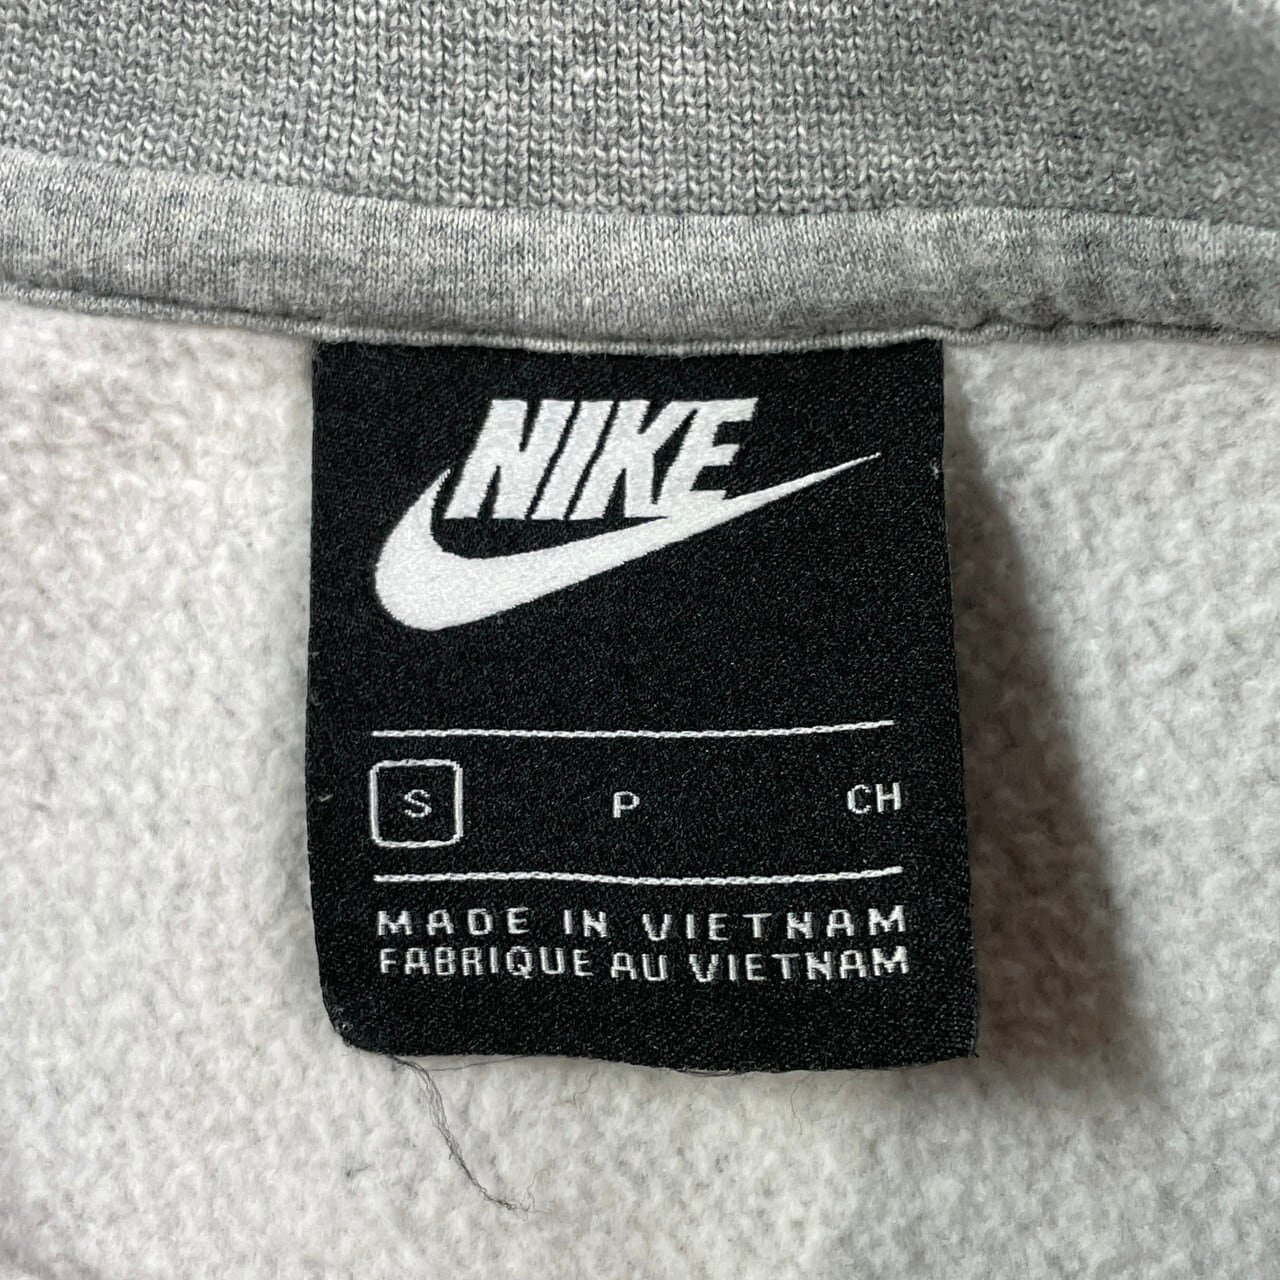 NIKE
S P CH
MADE IN VIETNAM
FABRIQUE AU VIETNAM